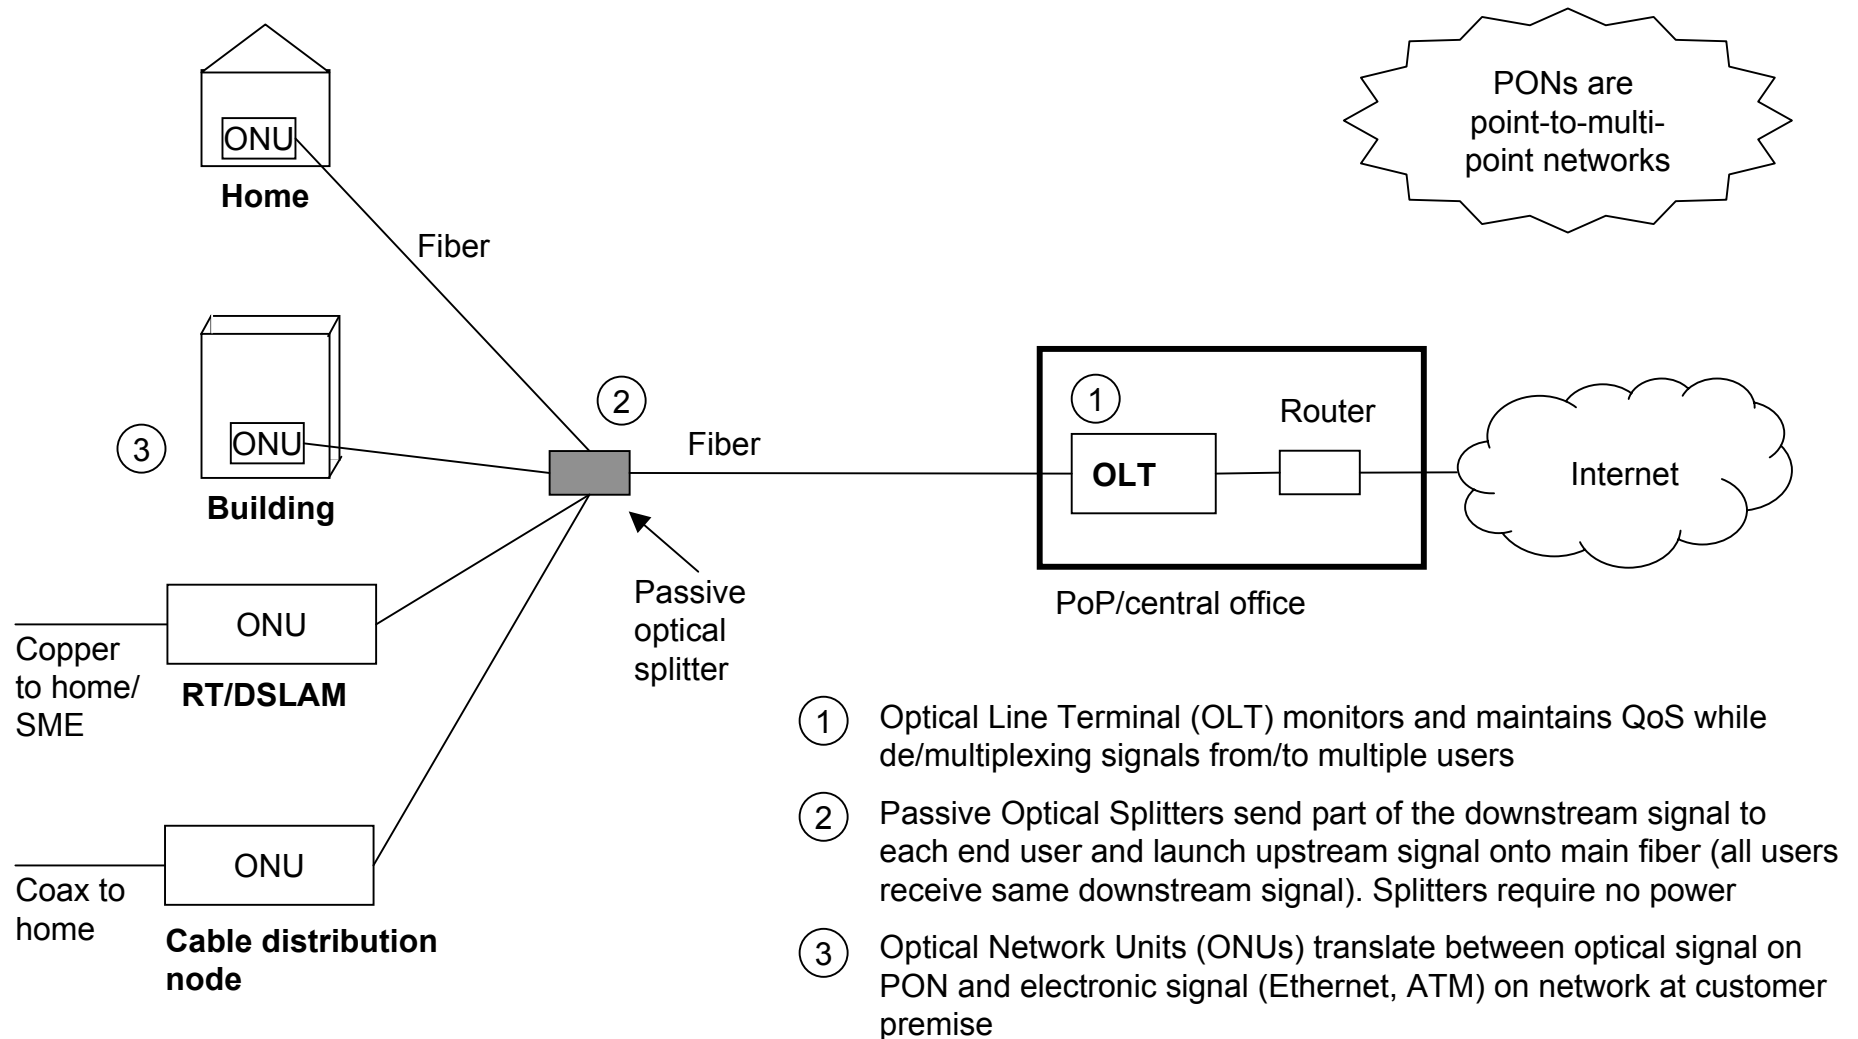 PONs are
point-to-multi-
point networks
ONU
Home
Fiber
2
1
Router
3
ONU
Fiber
OLT
Internet
Building
Passive
optical
splitter
PoP/central office
ONU
Copper
to home/
SME
RT/DSLAM
ONU
Coax to
home
Cable distribution
node
1
Optical Line Terminal (OLT) monitors and maintains QoS while
de/multiplexing signals from/to multiple users
2
Passive Optical Splitters send part of the downstream signal to
each end user and launch upstream signal onto main fiber (all users
receive same downstream signal). Splitters require no power
3
Optical Network Units (ONUs) translate between optical signal on
PON and electronic signal (Ethernet, ATM) on network at customer
premise